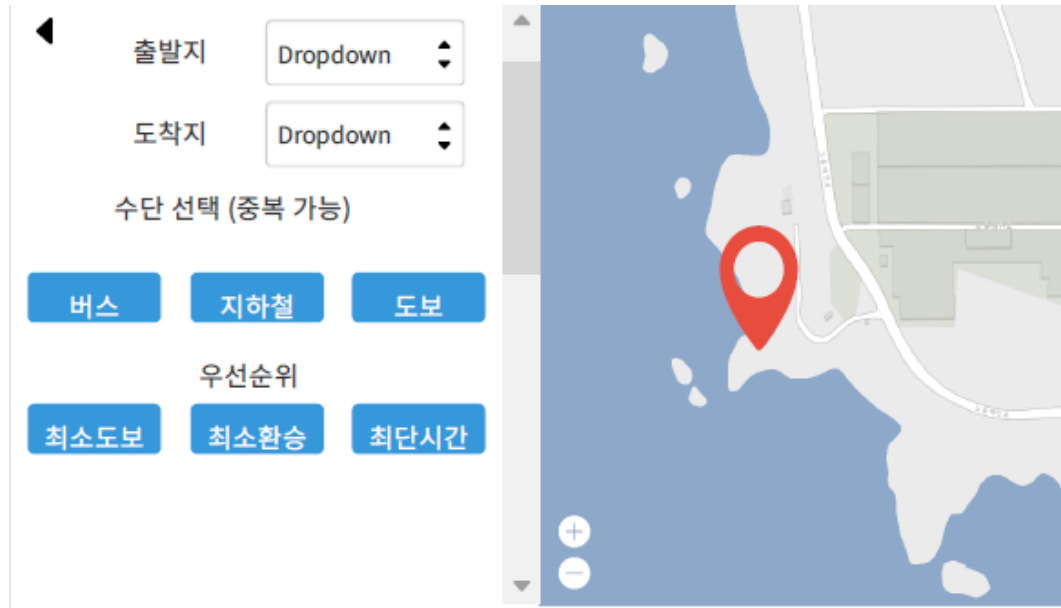 출발지 Dropdown
도착지 Dropdown
수단 선택 (중복 가능)
버스 지하철 도보
우선순위
최소도보 최소환승 최단시간